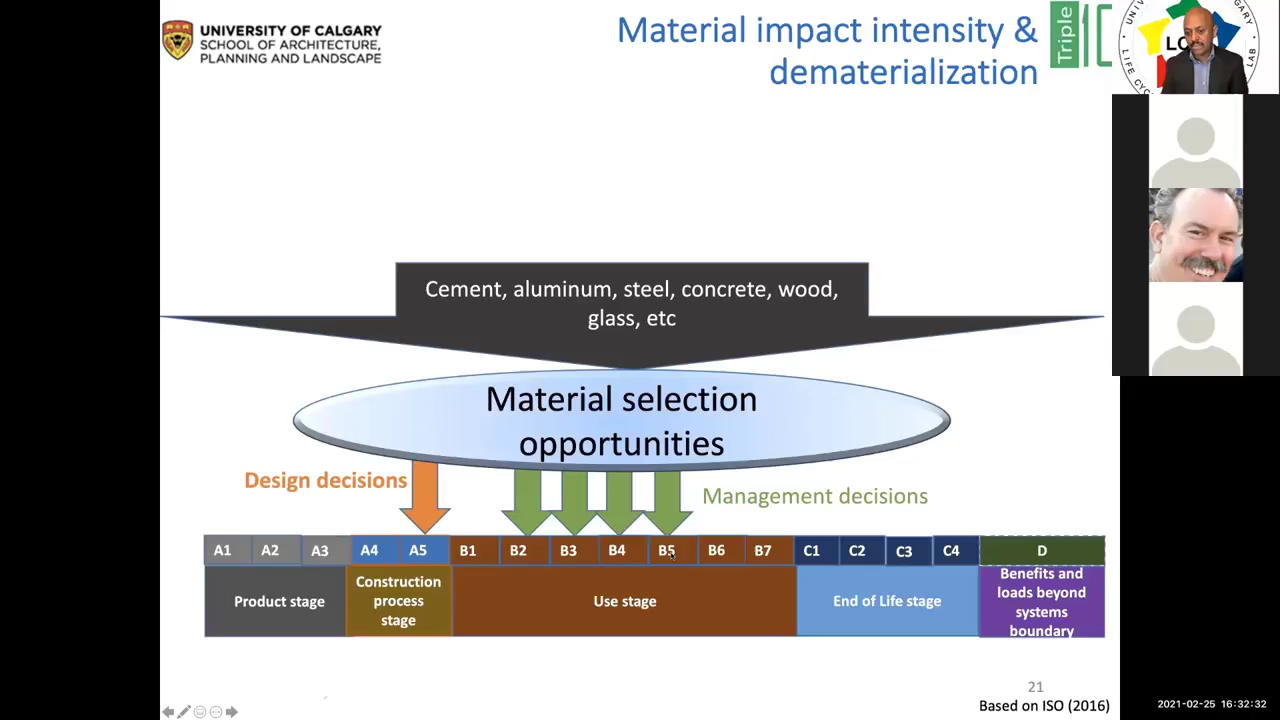 UNIVERSITY OF CALGARY
SCHOOL OF ARCHITECTURE,
PLANNING AND LANDSCAPE
Material impact intensity &
dematerialization
Triple
Cement, aluminum, steel, concrete, wood,
glass, etc
Material selection
opportunities
Design decisions
Management decisions
A1 A2 A3 A4 A5 B1 B2 B3 B4 B5 B6 B7 C1 C2 C3 C4 D
Product stage
Construction
process
stage
Use stage
End of Life stage
Benefits and
loads beyond
systems
boundary
21
Based on ISO (2016)
2021-02-25 16:32:32